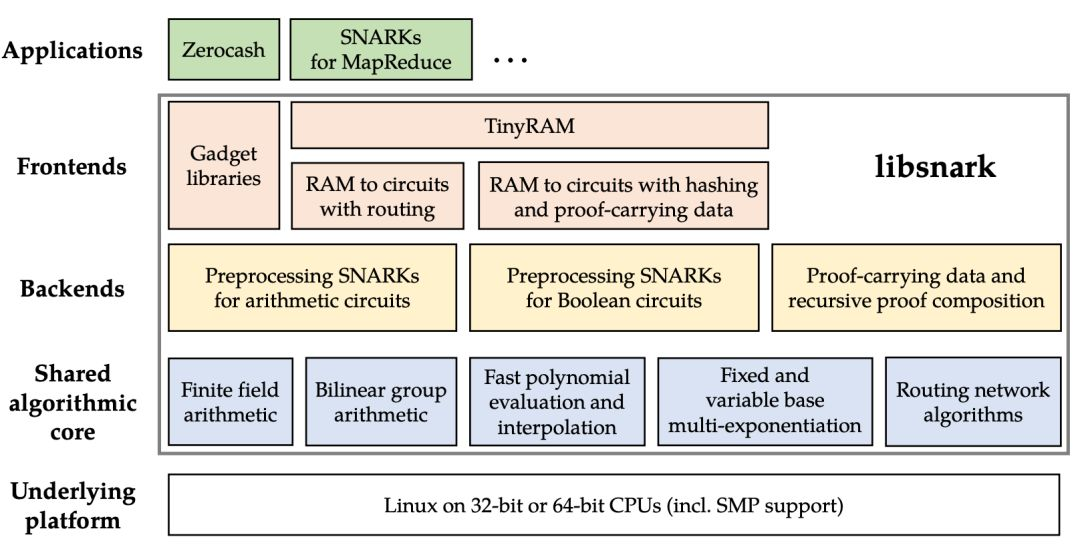 Applications
Zerocash
SNARKs
for MapReduce
...
Frontends
Gadget
libraries
TinyRAM
RAM to circuits
with routing
RAM to circuits with hashing
and proof-carrying data
libsnark
Backends
Preprocessing SNARKs
for arithmetic circuits
Preprocessing SNARKs
for Boolean circuits
Proof-carrying data and
recursive proof composition
Shared
algorithmic
core
Finite field
arithmetic
Bilinear group
arithmetic
Fast polynomial
evaluation and
interpolation
Fixed and
variable base
multi-exponentiation
Routing network
algorithms
Underlying
platform
Linux on 32-bit or 64-bit CPUs (incl. SMP support)